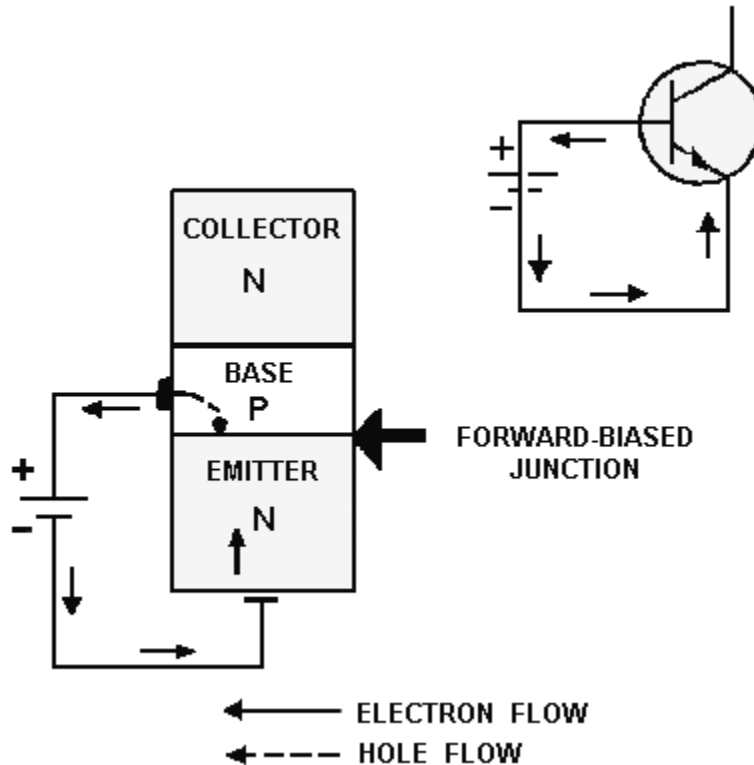 +
-
COLLECTOR
N
BASE
P
FORWARD-BIASED
JUNCTION
EMITTER
N
+
-
ELECTRON FLOW
HOLE FLOW